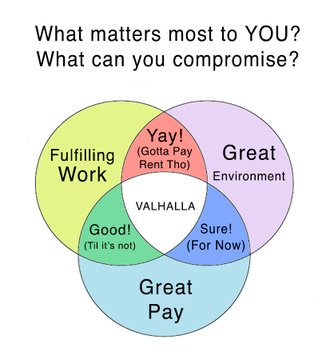 What matters most to YOU?
What can you compromise?
Yay!
(Gotta Pay
Rent Tho)
Fulfilling
Work
Great
Environment
VALHALLA
Good!
(Til it's not)
Sure!
(For Now)
Great
Pay